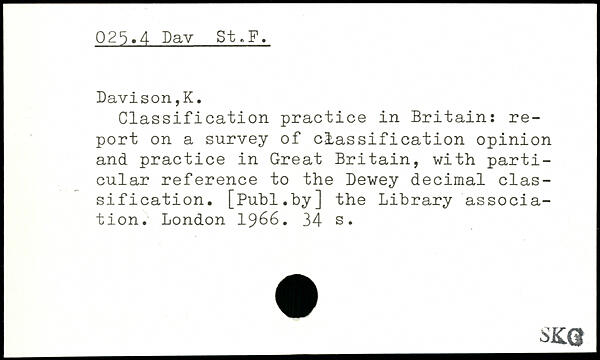 025.4 Dav St.F.
Davison,K.
Classification practice in Britain: re-
port on a survey of classification opinion
and practice in Great Britain, with parti-
cular reference to the Dewey decimal clas-
sification. [Publ.by] the Library associa-
tion. London 1966. 34 s.
SKG